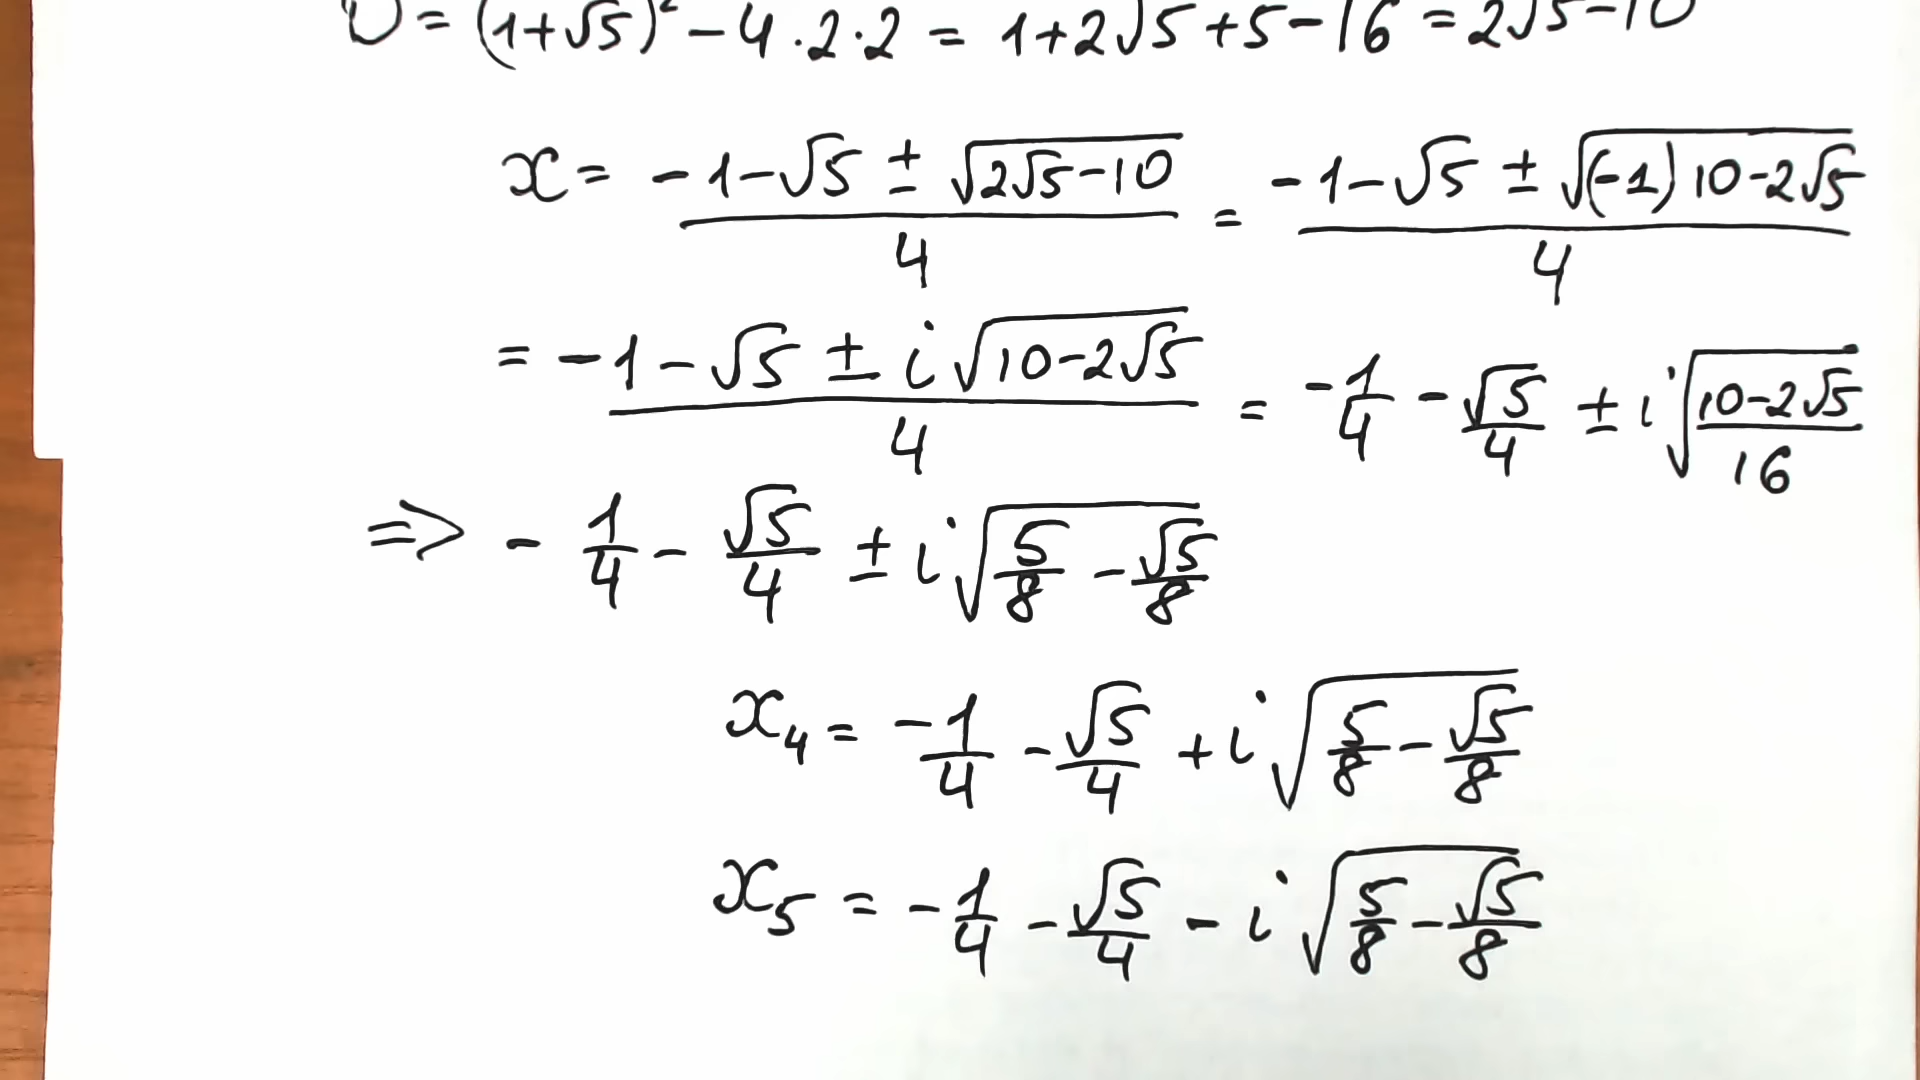 D = (1+√5)² - 4·2·2 = 1+2√5+5-16 = 2√5-10
x = (-1-√5 ± √(2√5-10))/4 = (-1-√5 ± √((-1) 10-2√5))/4
= (-1-√5 ± i√(10-2√5))/4 = -1/4 - √5/4 ± i√((10-2√5)/16)
=> -1/4 - √5/4 ± i√(5/8 - √5/8)
x₄ = -1/4 - √5/4 + i√(5/8 - √5/8)
x₅ = -1/4 - √5/4 - i√(5/8 - √5/8)